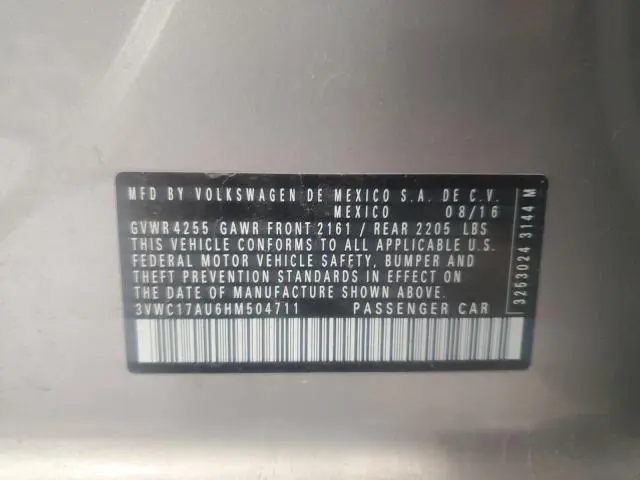 MFD BY VOLKSWAGEN DE MEXICO S.A. DE C.V.
MEXICO 08/16
GVWR 4255 GAWR FRONT 2161 / REAR 2205 LBS
THIS VEHICLE CONFORMS TO ALL APPLICABLE U.S.
FEDERAL MOTOR VEHICLE SAFETY, BUMPER AND
THEFT PREVENTION STANDARDS IN EFFECT ON
THE DATE OF MANUFACTURE SHOWN ABOVE.
3VWC17AU6HM504711 PASSENGER CAR
3263024 3144 M